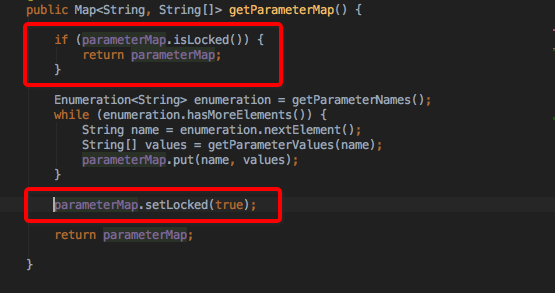 public Map<String, String[]> getParameterMap() {
if (parameterMap.isLocked()) {
return parameterMap;
}
Enumeration<String> enumeration = getParameterNames();
while (enumeration.hasMoreElements()) {
String name = enumeration.nextElement();
String[] values = getParameterValues(name);
parameterMap.put(name, values);
}
parameterMap.setLocked(true);
return parameterMap;
}